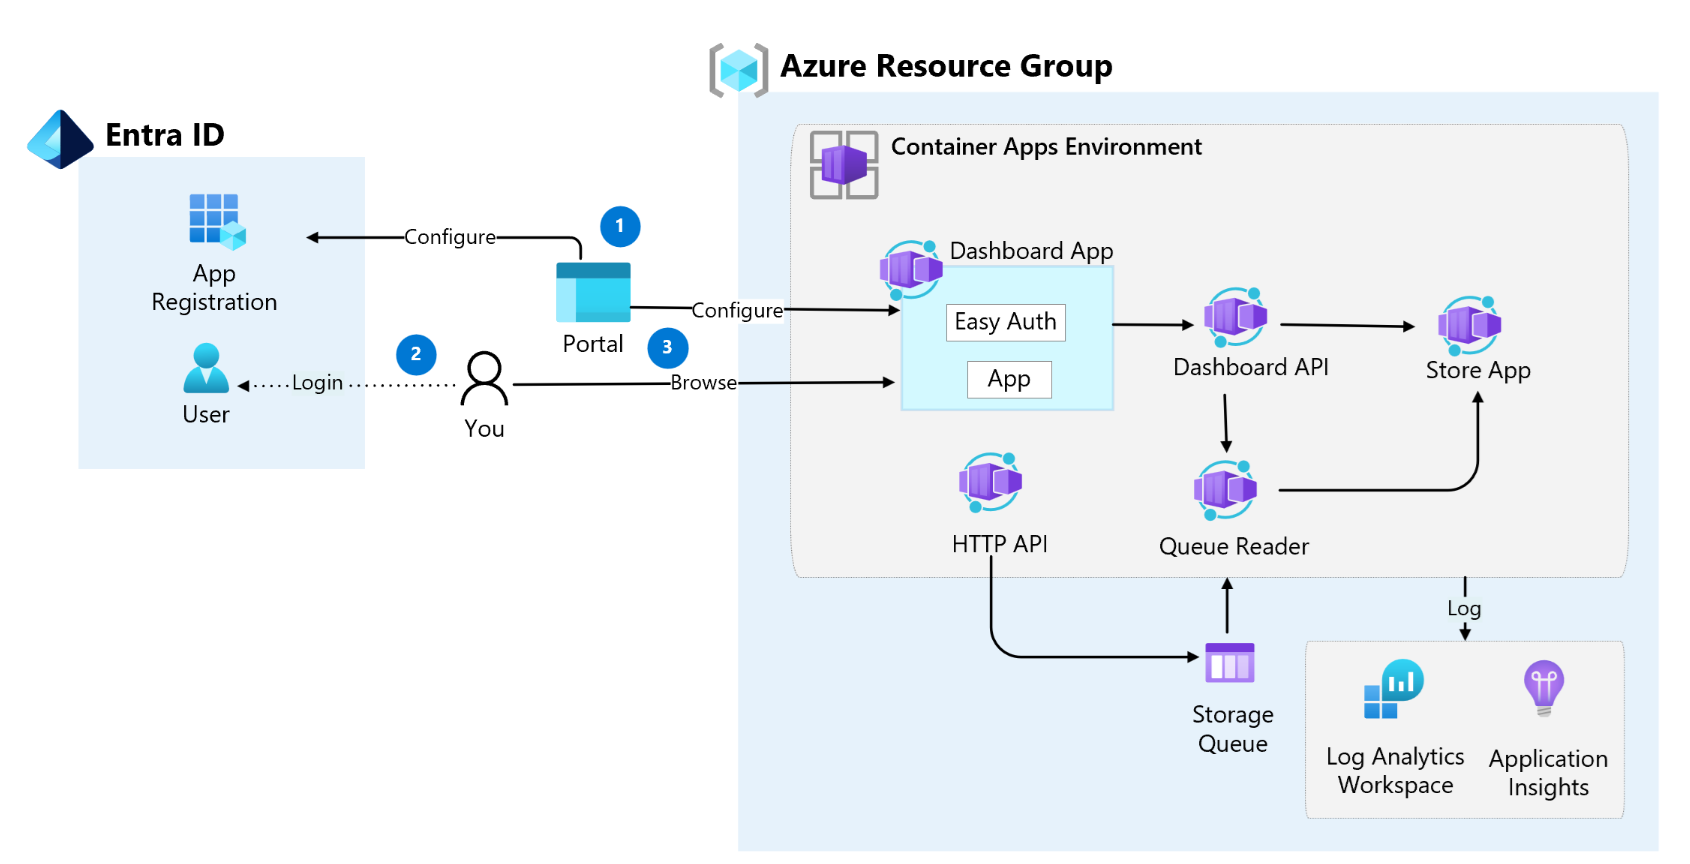 Azure Resource Group
Entra ID
Container Apps Environment
App
Registration
Configure
1
Portal
Configure
3
2
Login
User
You
Browse
Dashboard App
Easy Auth
App
Dashboard API
Store App
HTTP API
Queue Reader
Log
Storage
Queue
Log Analytics
Workspace
Application
Insights